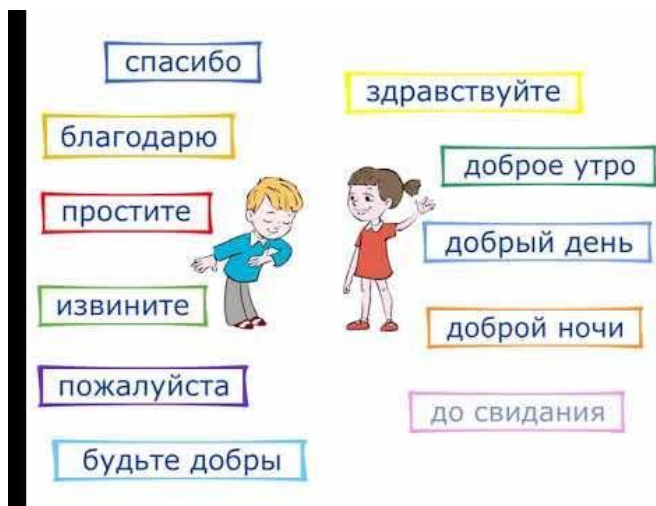 спасибо
благодарю
простите
извините
пожалуйста
будьте добры
здравствуйте
доброе утро
добрый день
доброй ночи
до свидания